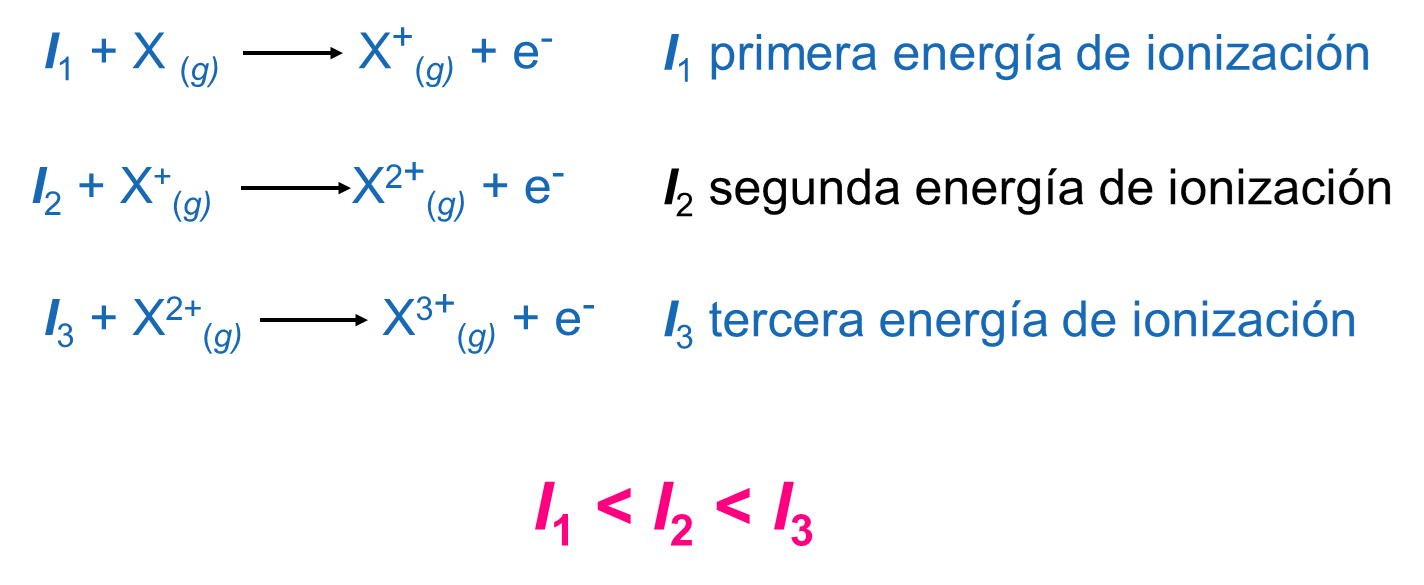 I₁ + X (g) ⟶ X⁺(g) + e⁻ I₁ primera energía de ionización
I₂ + X⁺(g) ⟶ X²⁺(g) + e⁻ I₂ segunda energía de ionización
I₃ + X²⁺(g) ⟶ X³⁺(g) + e⁻ I₃ tercera energía de ionización
I₁ < I₂ < I₃